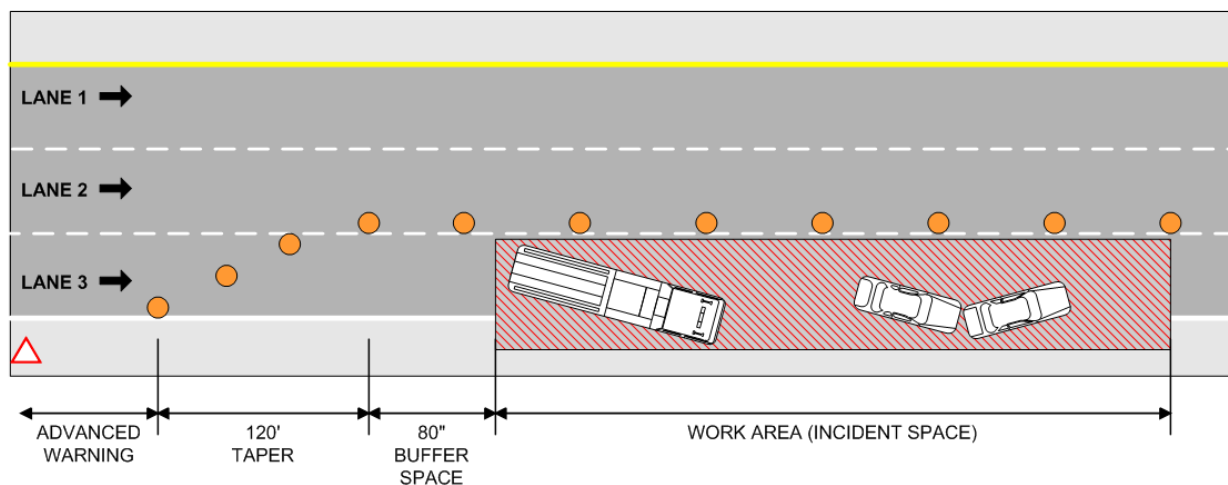 LANE 1
LANE 2
LANE 3
ADVANCED
WARNING
120'
TAPER
80"
BUFFER
SPACE
WORK AREA (INCIDENT SPACE)